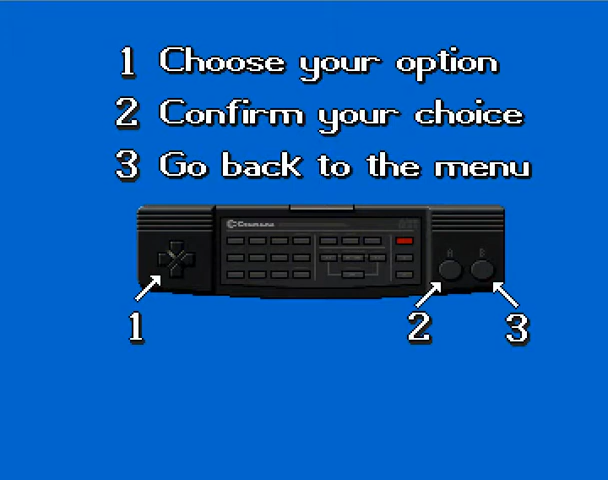 1 Choose your option
2 Confirm your choice
3 Go back to the menu
A B
1 2 3